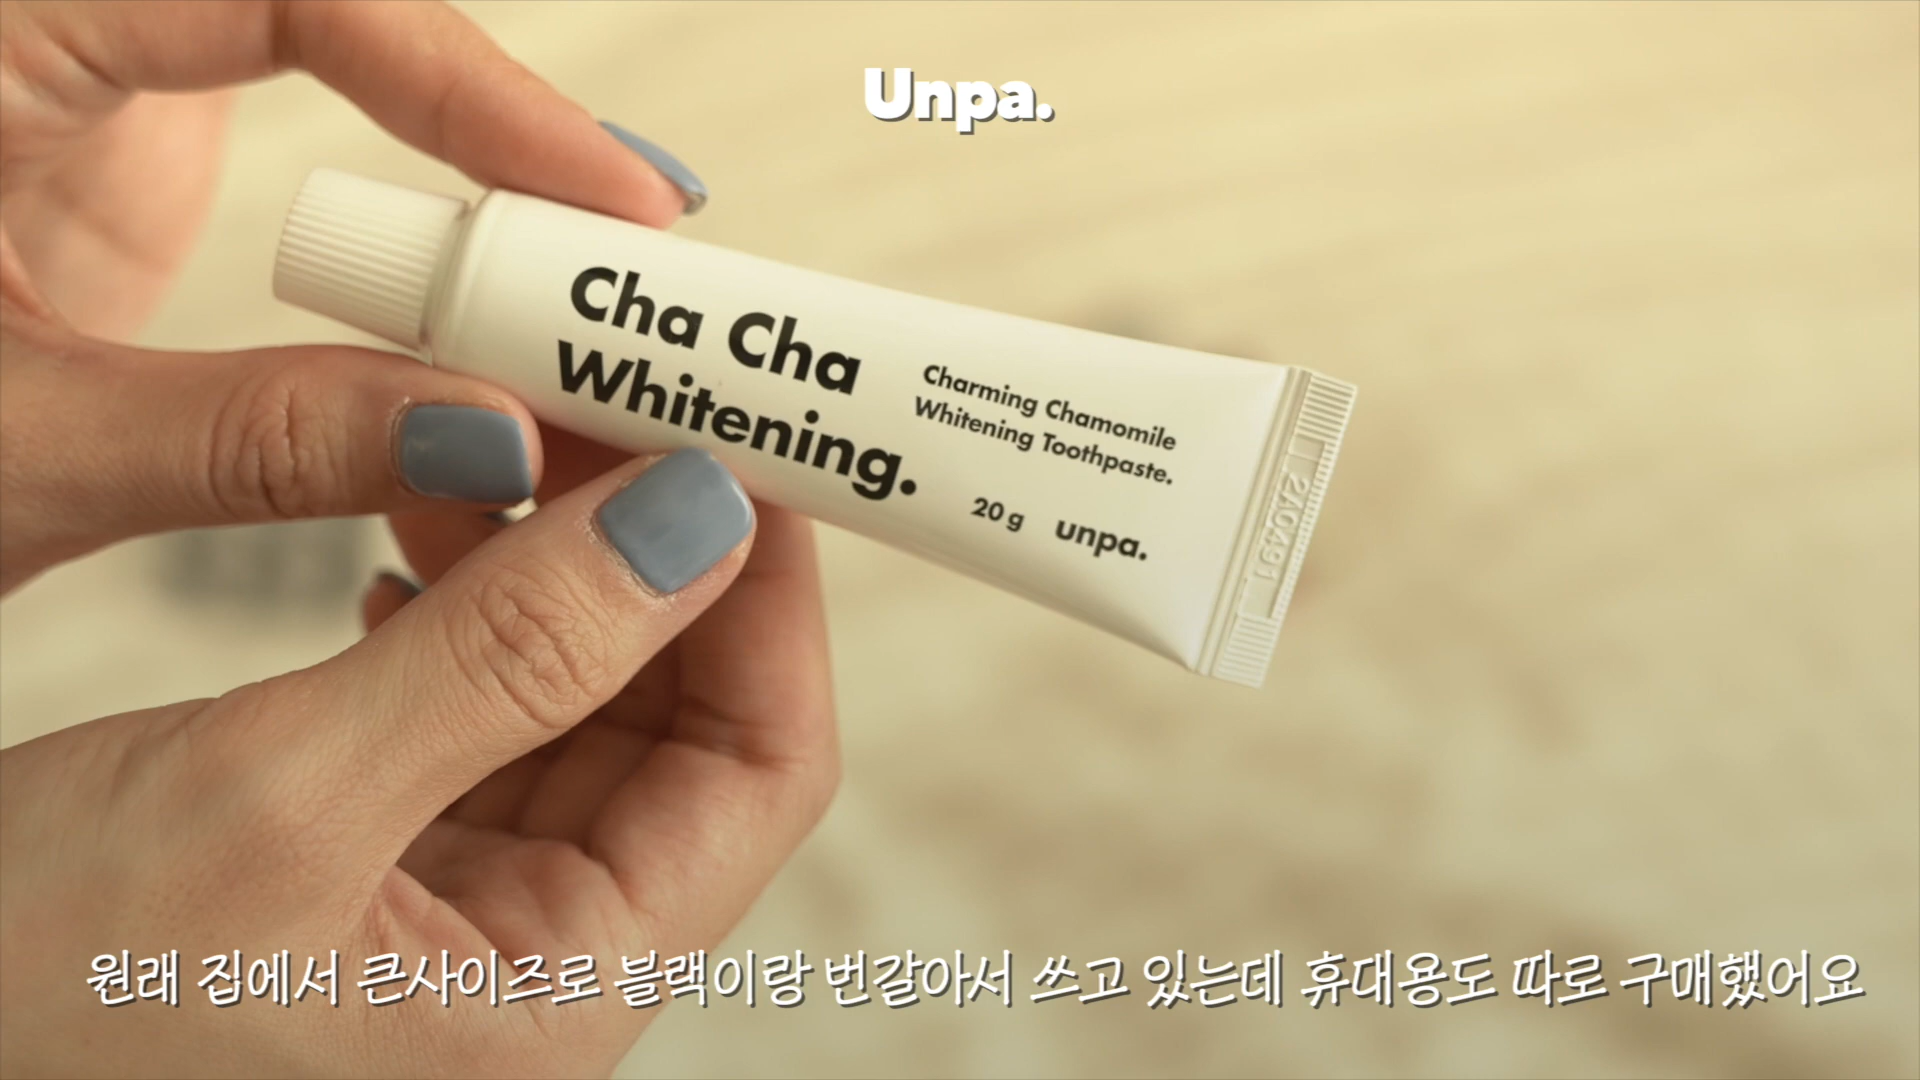 Unpa.
Cha Cha
Whitening.
Charming Chamomile
Whitening Toothpaste.
20 g unpa.
2A0491
원래 집에서 큰사이즈로 블랙이랑 번갈아서 쓰고 있는데 휴대용도 따로 구매했어요